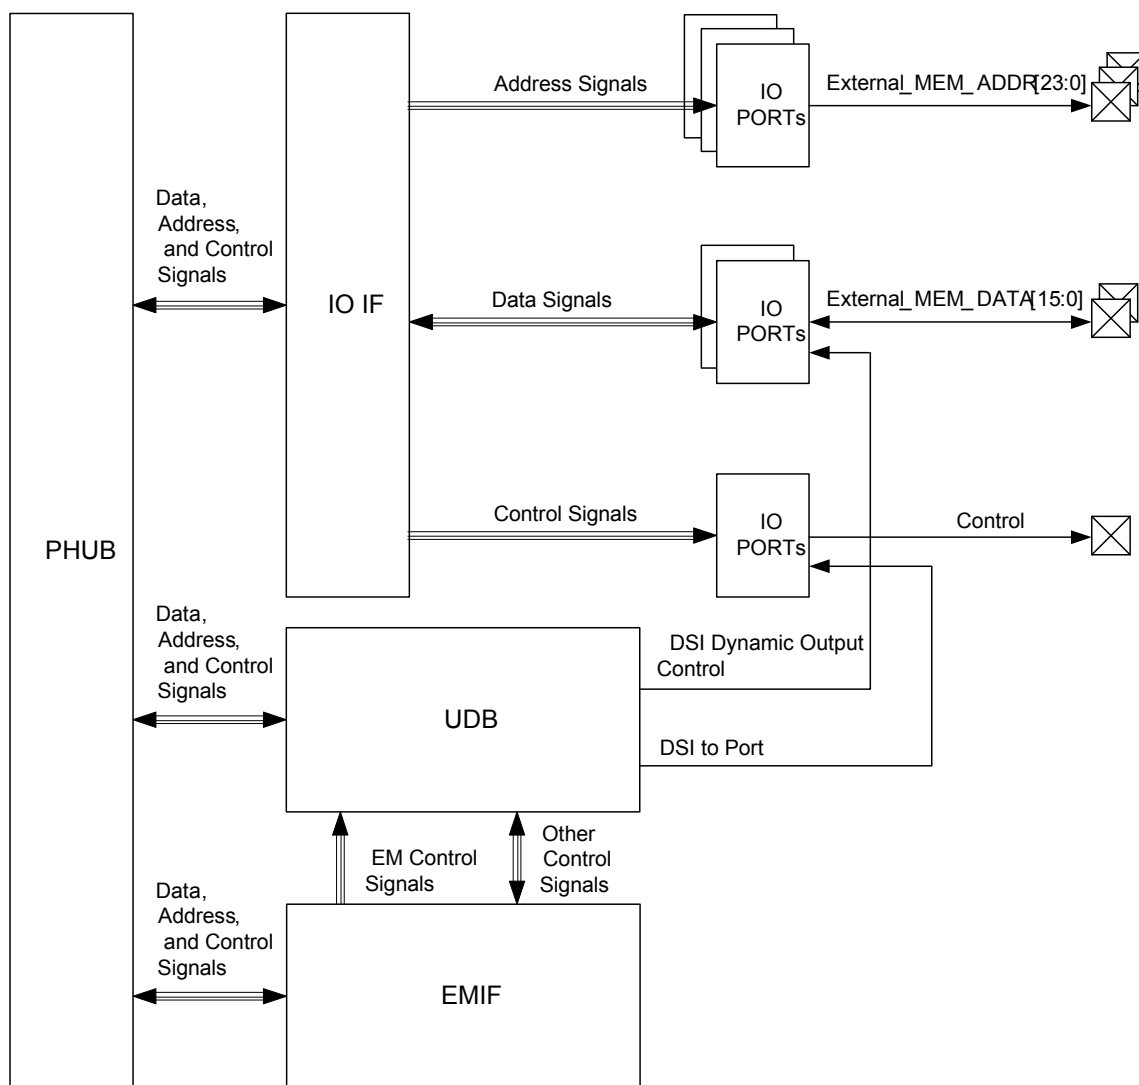 Address Signals
IO
PORTs
External_MEM_ADDR[23:0]
Data,
Address,
and Control
Signals
IO IF
Data Signals
IO
PORTs
External_MEM_DATA[15:0]
Control Signals
IO
PORTs
Control
PHUB
Data,
Address,
and Control
Signals
UDB
DSI Dynamic Output
Control
DSI to Port
EM Control
Signals
Other
Control
Signals
Data,
Address,
and Control
Signals
EMIF